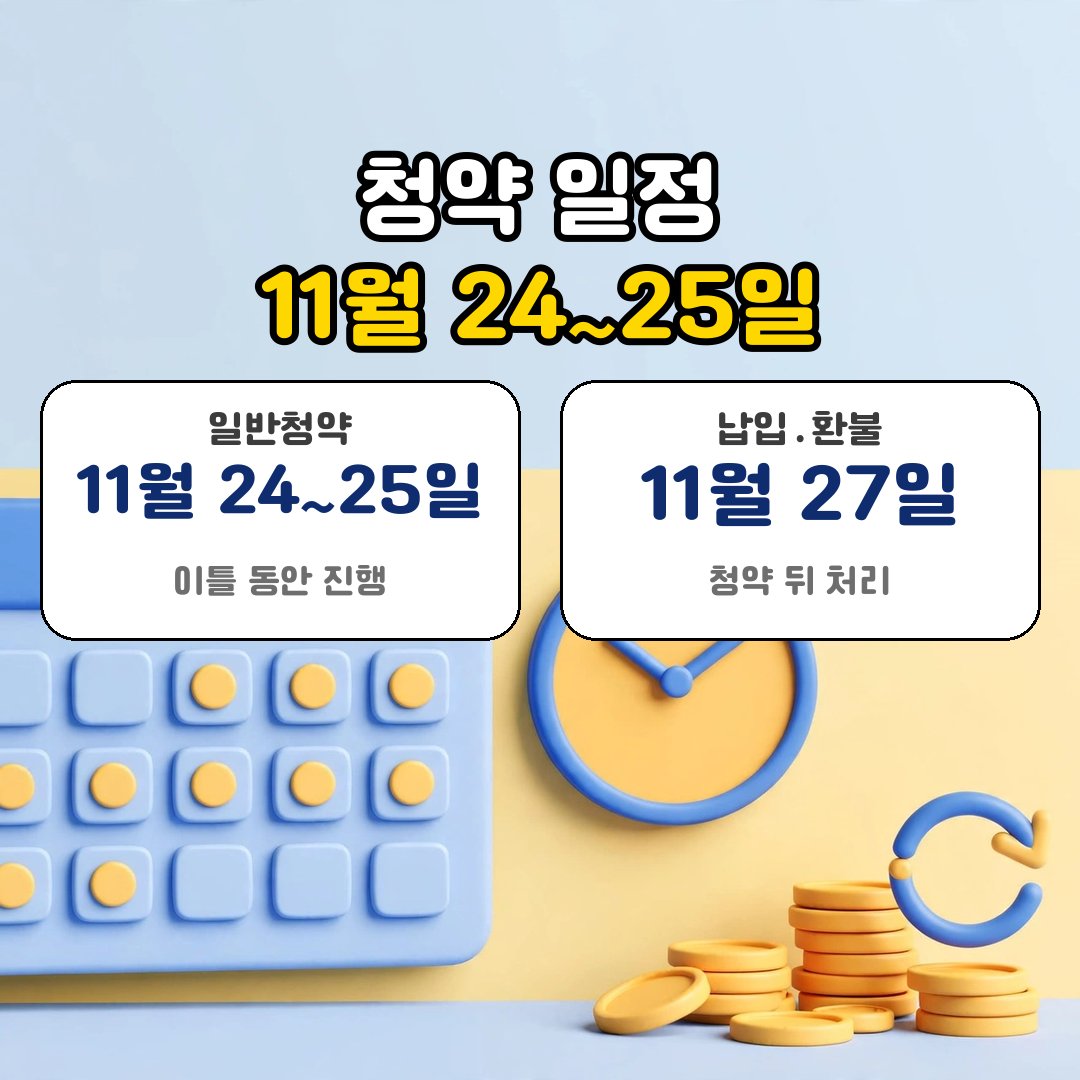 청약 일정
11월 24~25일
일반청약
11월 24~25일
이틀 동안 진행
납입.환불
11월 27일
청약 뒤 처리